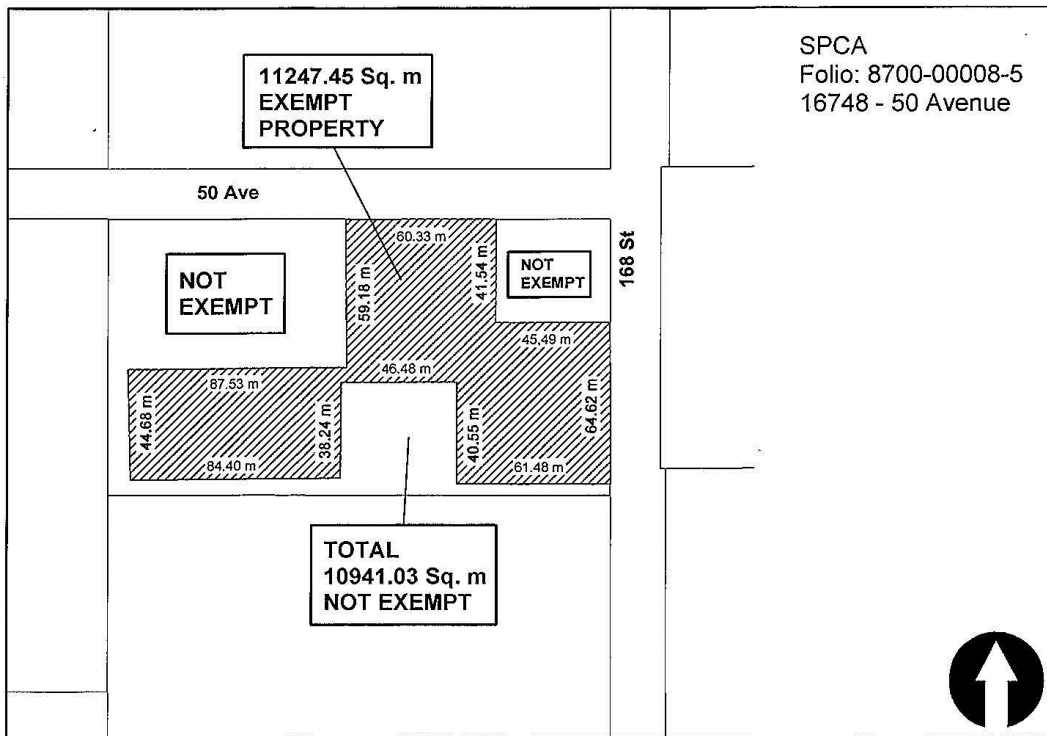 SPCA
Folio: 8700-00008-5
16748 - 50 Avenue
11247.45 Sq. m
EXEMPT
PROPERTY
50 Ave
168 St
NOT
EXEMPT
60.33 m
59.18 m
41.54 m
NOT
EXEMPT
45.49 m
46.48 m
87.53 m
44.68 m
38.24 m
40.55 m
64.62 m
84.40 m
61.48 m
TOTAL
10941.03 Sq. m
NOT EXEMPT